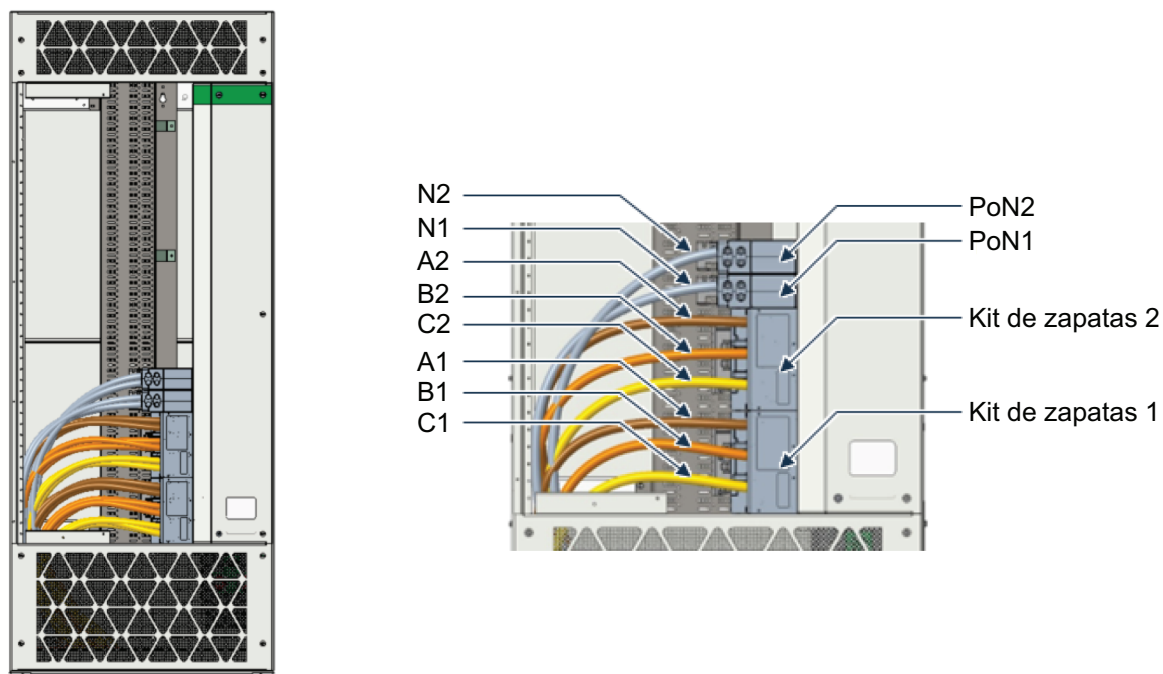 N2
N1
A2
B2
C2
A1
B1
C1
PoN2
PoN1
Kit de zapatas 2
Kit de zapatas 1